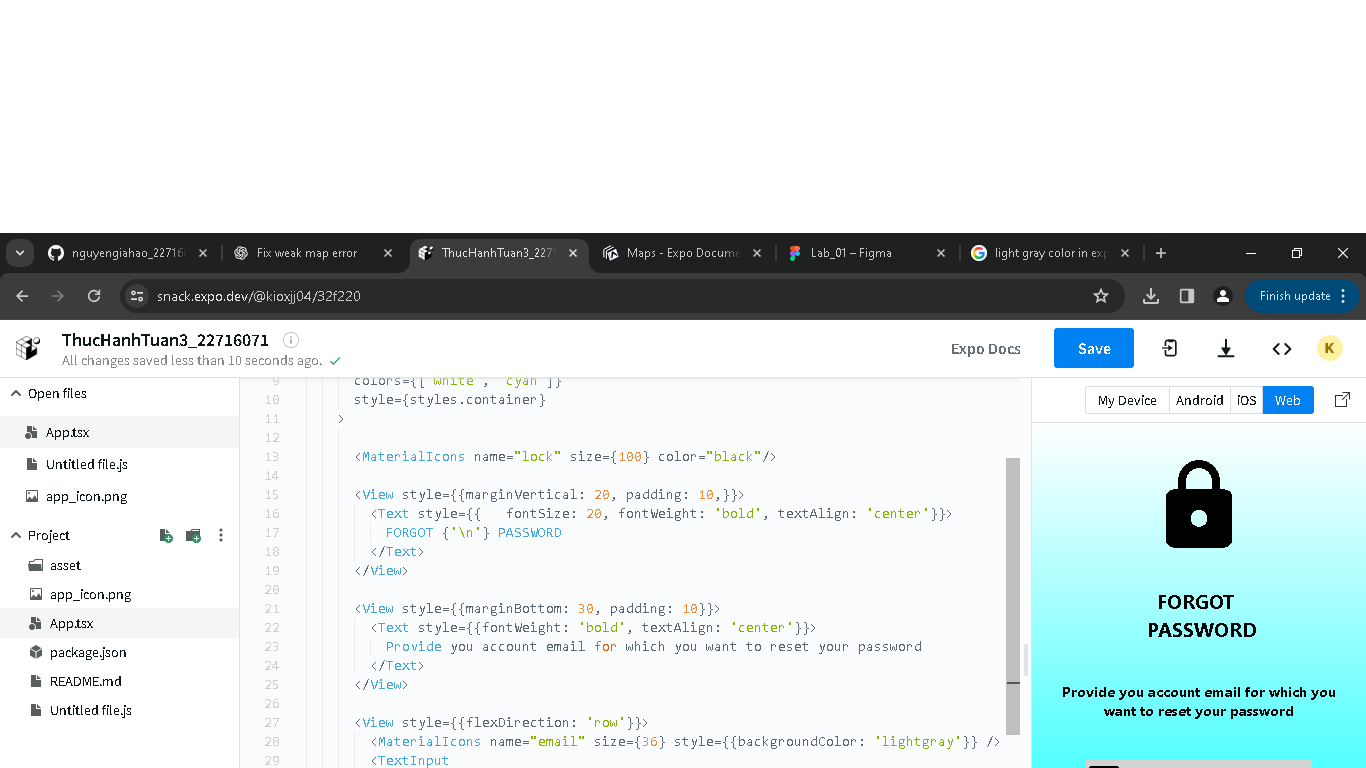 nguyengiahao_227160
Fix weak map error
ThucHanhTuan3_2271
Maps - Expo Docume
Lab_01 – Figma
light gray color in exp
snack.expo.dev/@kioxjj04/32f220
Finish update
ThucHanhTuan3_22716071
All changes saved less than 10 seconds ago.
Expo Docs
Save
K
Open files
App.tsx
Untitled file.js
app_icon.png
Project
asset
app_icon.png
App.tsx
package.json
README.md
Untitled file.js
9 colors={['white', 'cyan']}
10 style={styles.container}
11 >
12
13 <MaterialIcons name="lock" size={100} color="black"/>
14
15 <View style={{marginVertical: 20, padding: 10,}}>
16 <Text style={{   fontSize: 20, fontWeight: 'bold', textAlign: 'center'}}>
17 FORGOT {'\n'} PASSWORD
18 </Text>
19 </View>
20
21 <View style={{marginBottom: 30, padding: 10}}>
22 <Text style={{fontWeight: 'bold', textAlign: 'center'}}>
23 Provide you account email for which you want to reset your password
24 </Text>
25 </View>
26
27 <View style={{flexDirection: 'row'}}>
28 <MaterialIcons name="email" size={36} style={{backgroundColor: 'lightgray'}} />
29 <TextInput
My Device
Android
iOS
Web
FORGOT
PASSWORD
Provide you account email for which you
want to reset your password